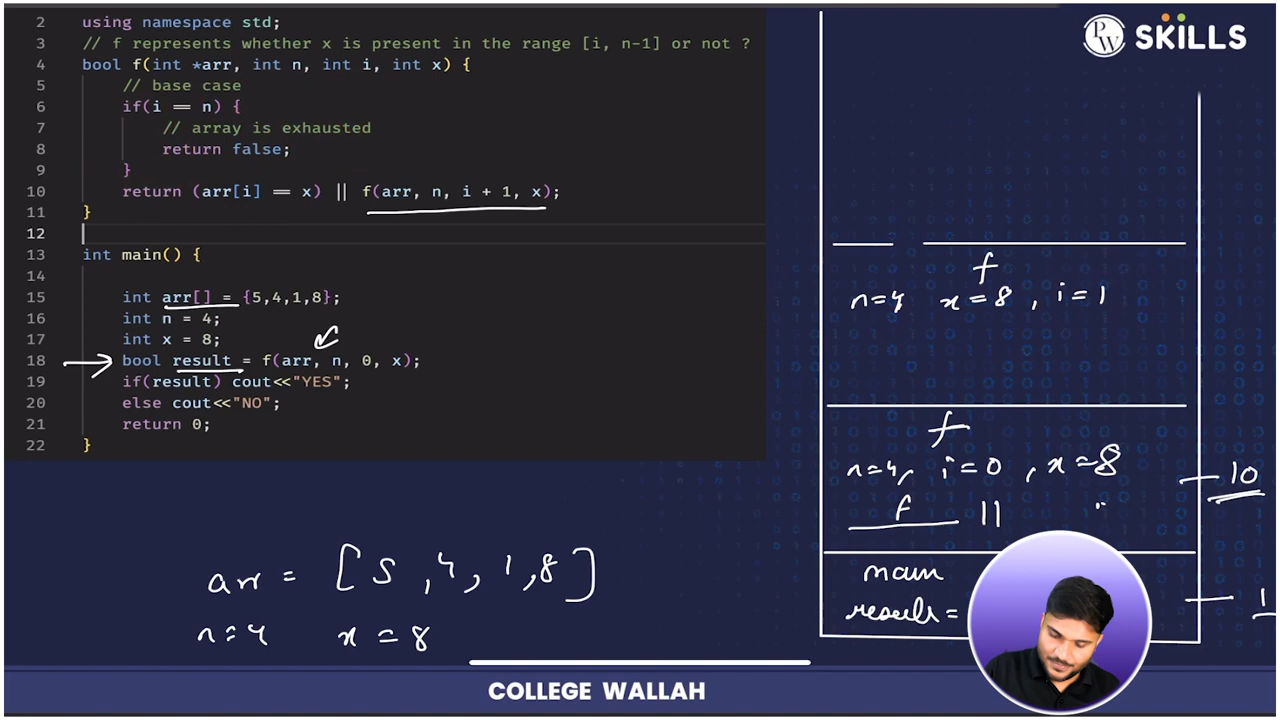 2 using namespace std;
3 // f represents whether x is present in the range [i, n-1] or not ?
4 bool f(int *arr, int n, int i, int x) {
5 // base case
6 if(i == n) {
7 // array is exhausted
8 return false;
9 }
10 return (arr[i] == x) || f(arr, n, i + 1, x);
11 }
12
13 int main() {
14
15 int arr[] = {5,4,1,8};
16 int n = 4;
17 int x = 8;
18 bool result = f(arr, n, 0, x);
19 if(result) cout<<"YES";
20 else cout<<"NO";
21 return 0;
22 }
PW SKILLS
f
n=4 x=8, i=1
f
n=4, i=0, x=8
f ||
10
main
result =
1
arr = [5, 4, 1, 8]
n=4 x=8
COLLEGE WALLAH